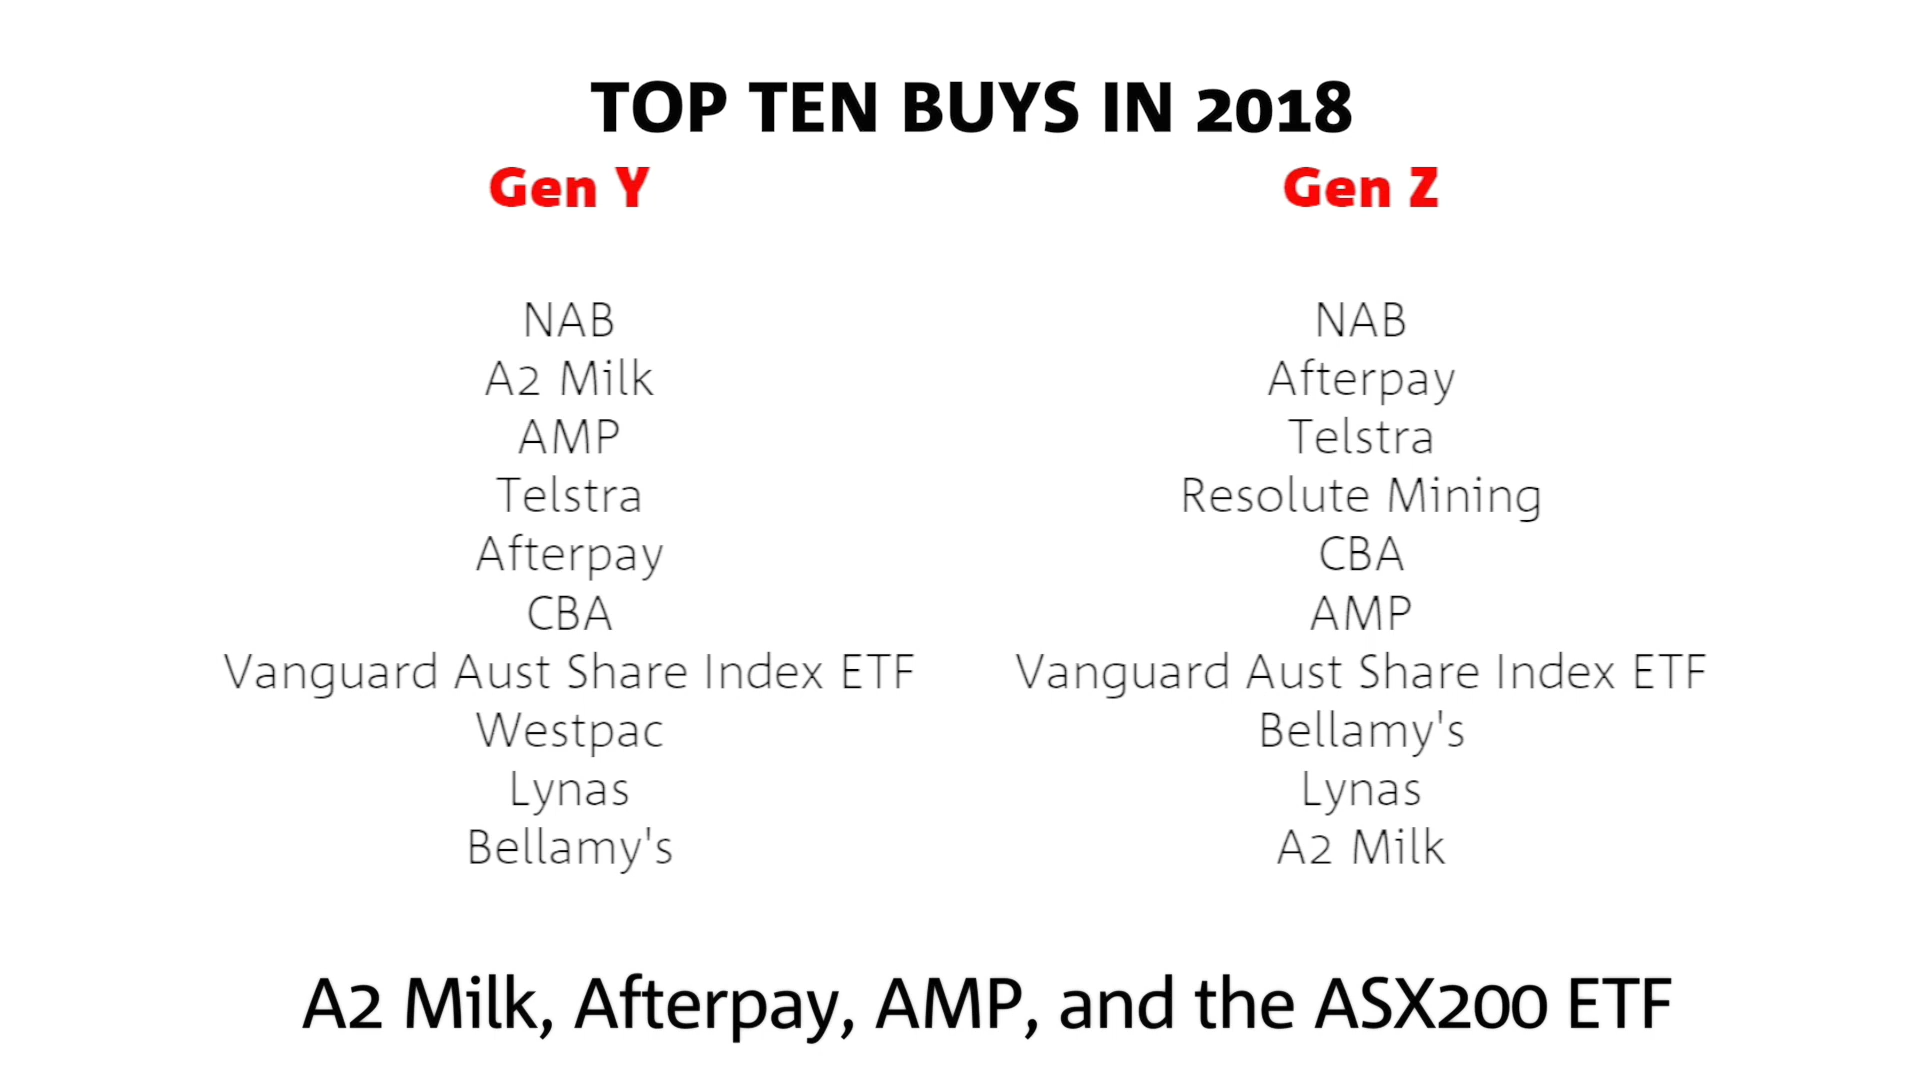 TOP TEN BUYS IN 2018
Gen Y
NAB
A2 Milk
AMP
Telstra
Afterpay
CBA
Vanguard Aust Share Index ETF
Westpac
Lynas
Bellamy's
Gen Z
NAB
Afterpay
Telstra
Resolute Mining
CBA
AMP
Vanguard Aust Share Index ETF
Bellamy's
Lynas
A2 Milk
A2 Milk, Afterpay, AMP, and the ASX200 ETF